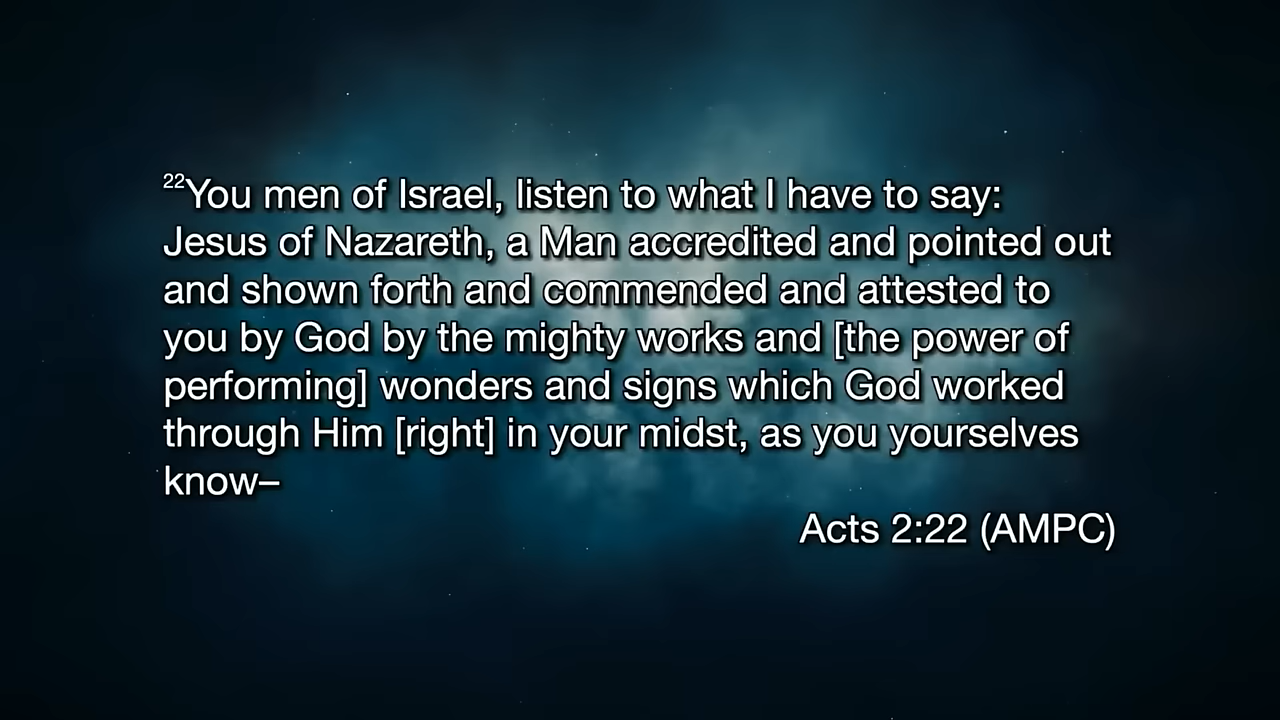 22You men of Israel, listen to what I have to say:
Jesus of Nazareth, a Man accredited and pointed out
and shown forth and commended and attested to
you by God by the mighty works and [the power of
performing] wonders and signs which God worked
through Him [right] in your midst, as you yourselves
know–
Acts 2:22 (AMPC)